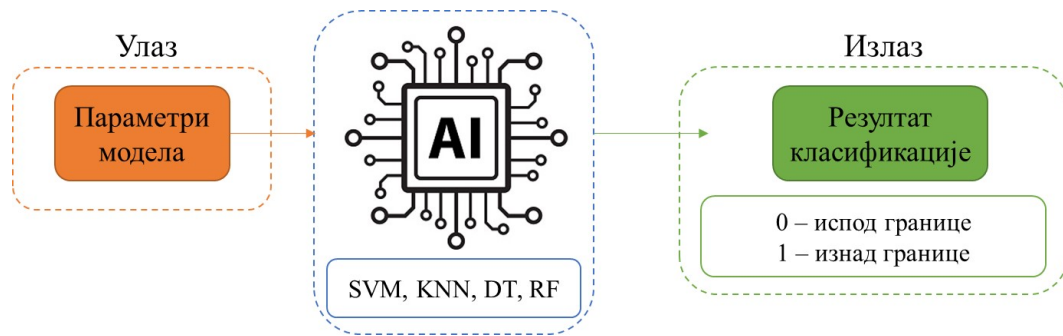 Улаз
Параметри
модела
AI
SVM, KNN, DT, RF
Излаз
Резултат
класификације
0 – испод границе
1 – изнад границе